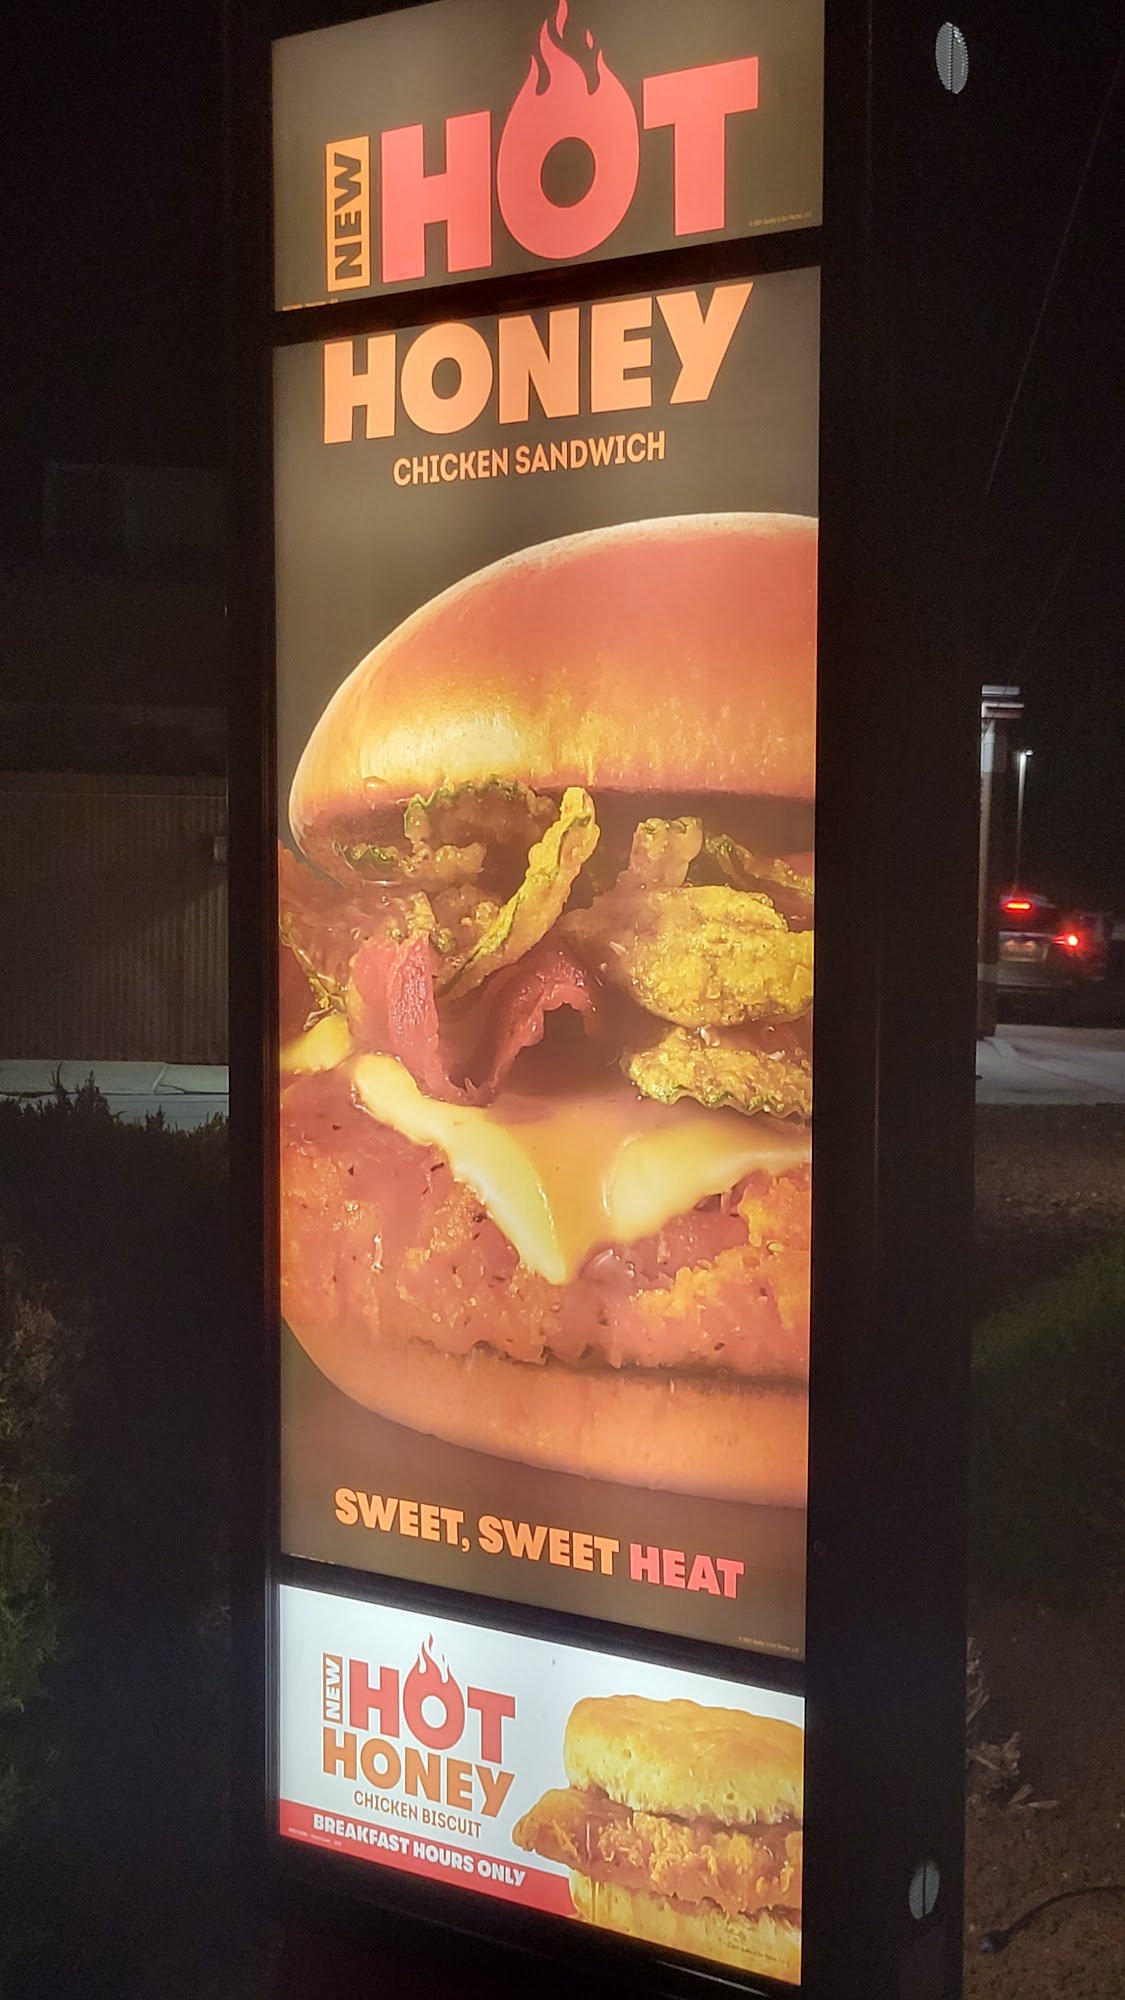 NEW
HOT
HONEY
CHICKEN SANDWICH
SWEET, SWEET HEAT
NEW
HOT
HONEY
CHICKEN BISCUIT
BREAKFAST HOURS ONLY